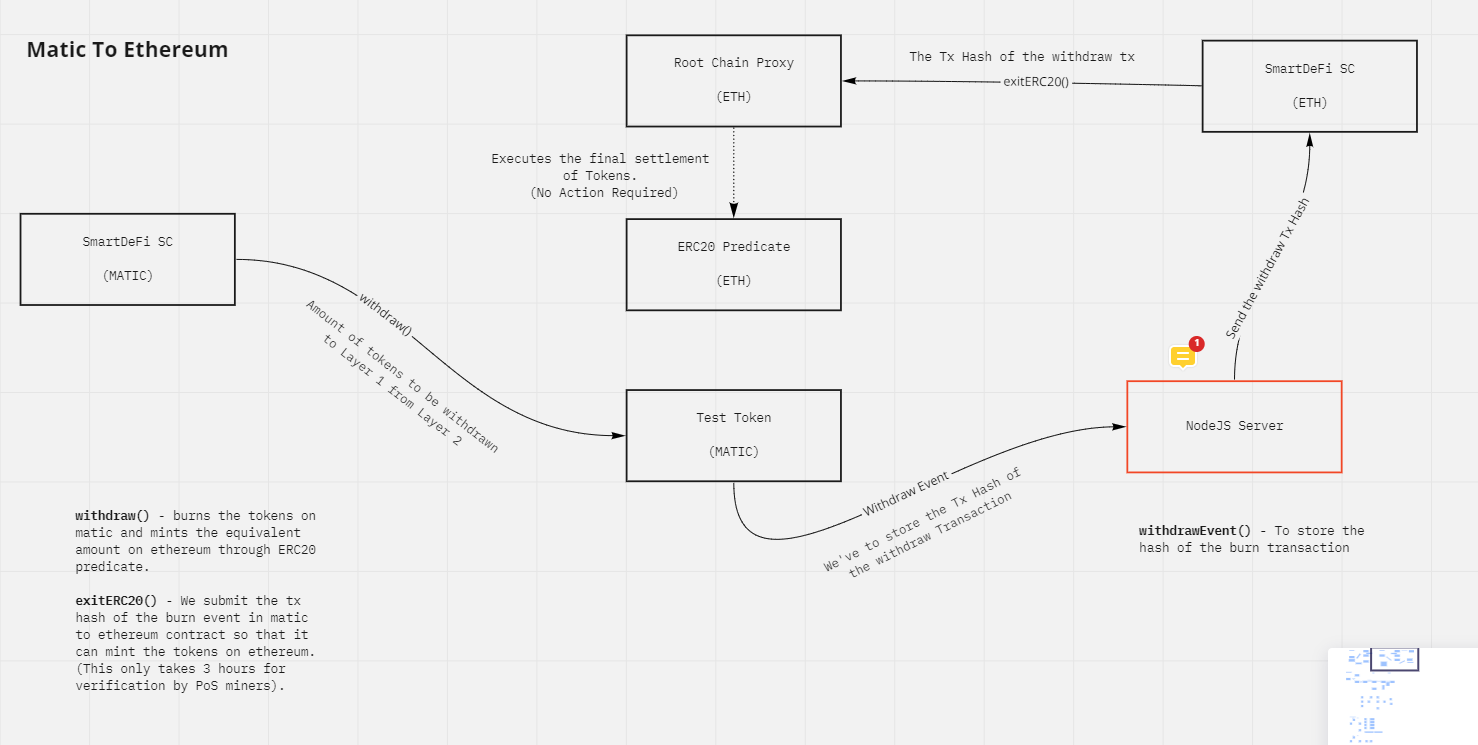 Matic To Ethereum
Root Chain Proxy
(ETH)
The Tx Hash of the withdraw tx
exitERC20()
SmartDeFi SC
(ETH)
Executes the final settlement
of Tokens.
(No Action Required)
SmartDeFi SC
(MATIC)
ERC20 Predicate
(ETH)
Send the withdraw Tx Hash
withdraw()
Amount of tokens to be withdrawn
to Layer 1 from Layer 2
1
Test Token
(MATIC)
NodeJS Server
Withdraw Event
We've to store the Tx Hash of
the withdraw Transaction
withdraw() - burns the tokens on
matic and mints the equivalent
amount on ethereum through ERC20
predicate.
withdrawEvent() - To store the
hash of the burn transaction
exitERC20() - We submit the tx
hash of the burn event in matic
to ethereum contract so that it
can mint the tokens on ethereum.
(This only takes 3 hours for
verification by PoS miners).